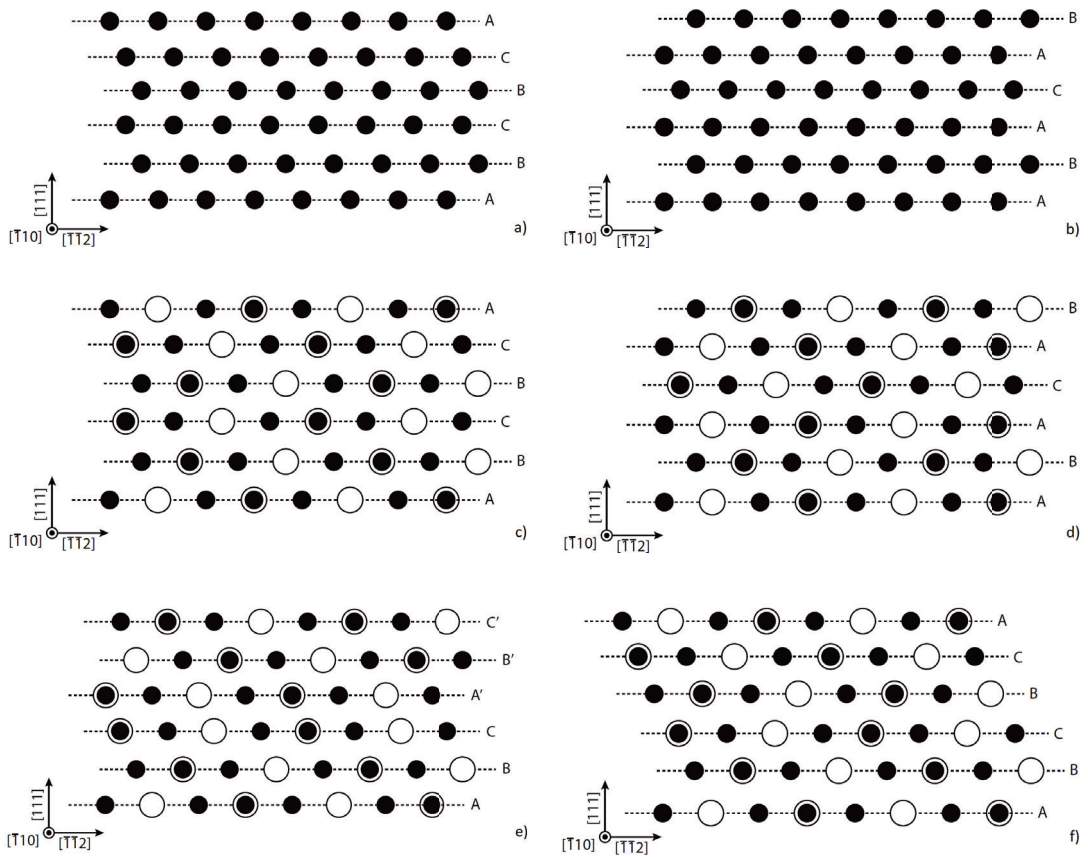 A
C
B
C
B
A
[111]
[1̅10]
[1̅1̅2]
a)
B
A
C
A
B
A
[111]
[1̅10]
[1̅1̅2]
b)
A
C
B
C
B
A
[111]
[1̅10]
[1̅1̅2]
c)
B
A
C
A
B
A
[111]
[1̅10]
[1̅1̅2]
d)
C'
B'
A'
C
B
A
[111]
[1̅10]
[1̅1̅2]
e)
A
C
B
C
B
A
[111]
[1̅10]
[1̅1̅2]
f)